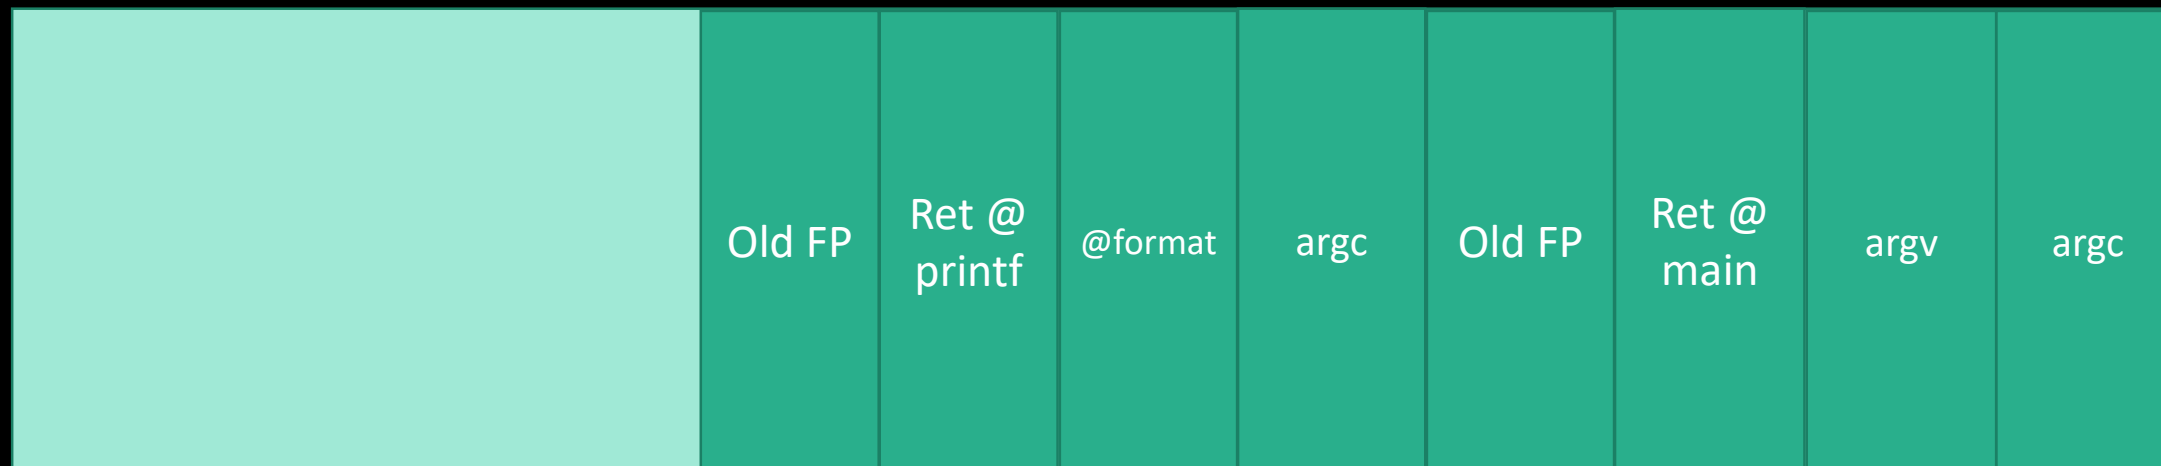 Old FP
Ret @
printf
@format
argc
Old FP
Ret @
main
argv
argc